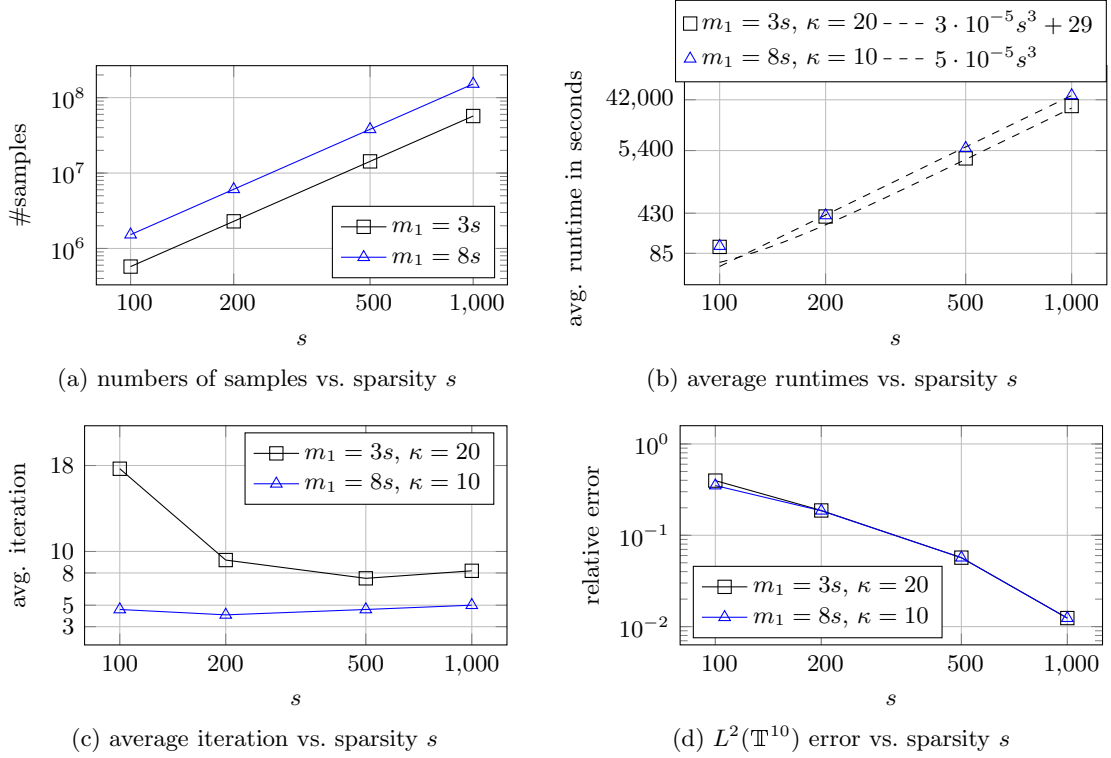 10^8
10^7
10^6
#samples
m_1 = 3s
m_1 = 8s
100 200 500 1,000
s
(a) numbers of samples vs. sparsity s
m_1 = 3s, κ = 20 --- 3 · 10^{-5}s^3 + 29
m_1 = 8s, κ = 10 --- 5 · 10^{-5}s^3
42,000
5,400
430
85
avg. runtime in seconds
100 200 500 1,000
s
(b) average runtimes vs. sparsity s
m_1 = 3s, κ = 20
m_1 = 8s, κ = 10
18
10
8
5
3
avg. iteration
100 200 500 1,000
s
(c) average iteration vs. sparsity s
10^0
10^{-1}
10^{-2}
relative error
m_1 = 3s, κ = 20
m_1 = 8s, κ = 10
100 200 500 1,000
s
(d) L^2(𝕋^{10}) error vs. sparsity s